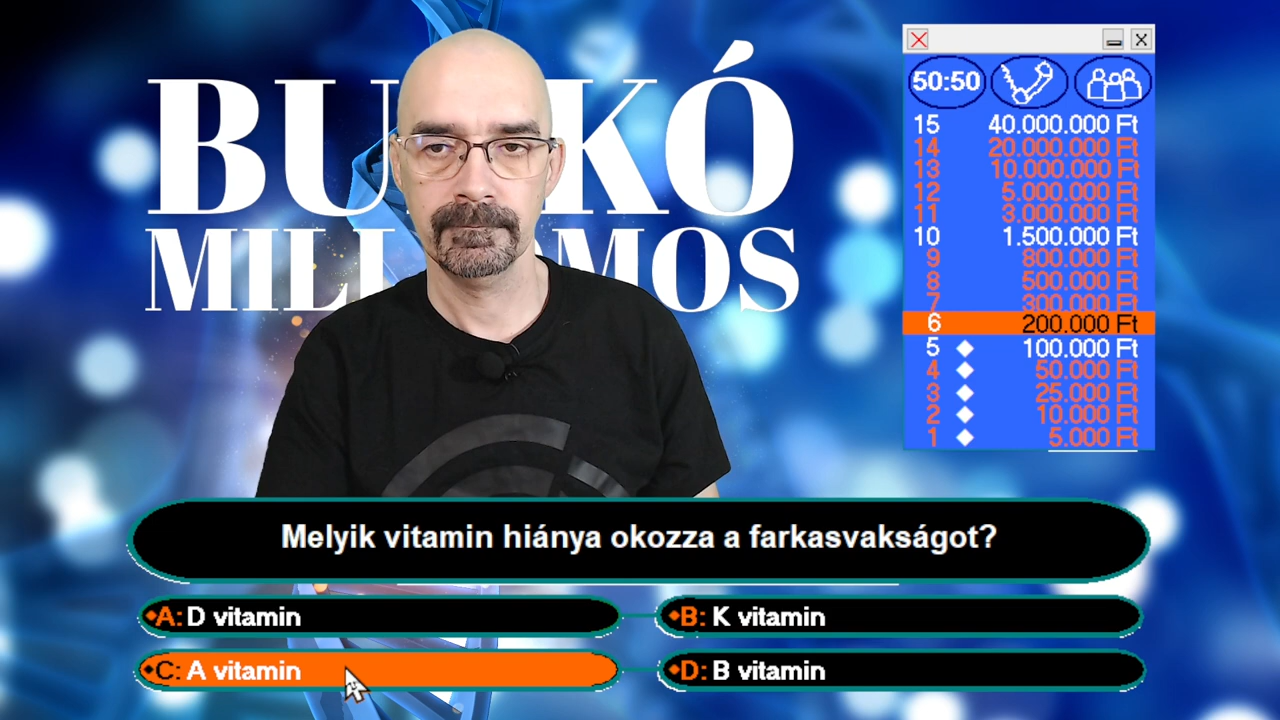 BU KÓ
MILL OMOS
50:50
15 40.000.000 Ft
14 20.000.000 Ft
13 10.000.000 Ft
12 5.000.000 Ft
11 3.000.000 Ft
10 1.500.000 Ft
9 800.000 Ft
8 500.000 Ft
7 300.000 Ft
6 200.000 Ft
5 100.000 Ft
4 50.000 Ft
3 25.000 Ft
2 10.000 Ft
1 5.000 Ft
Melyik vitamin hiánya okozza a farkasvakságot?
A: D vitamin
B: K vitamin
C: A vitamin
D: B vitamin